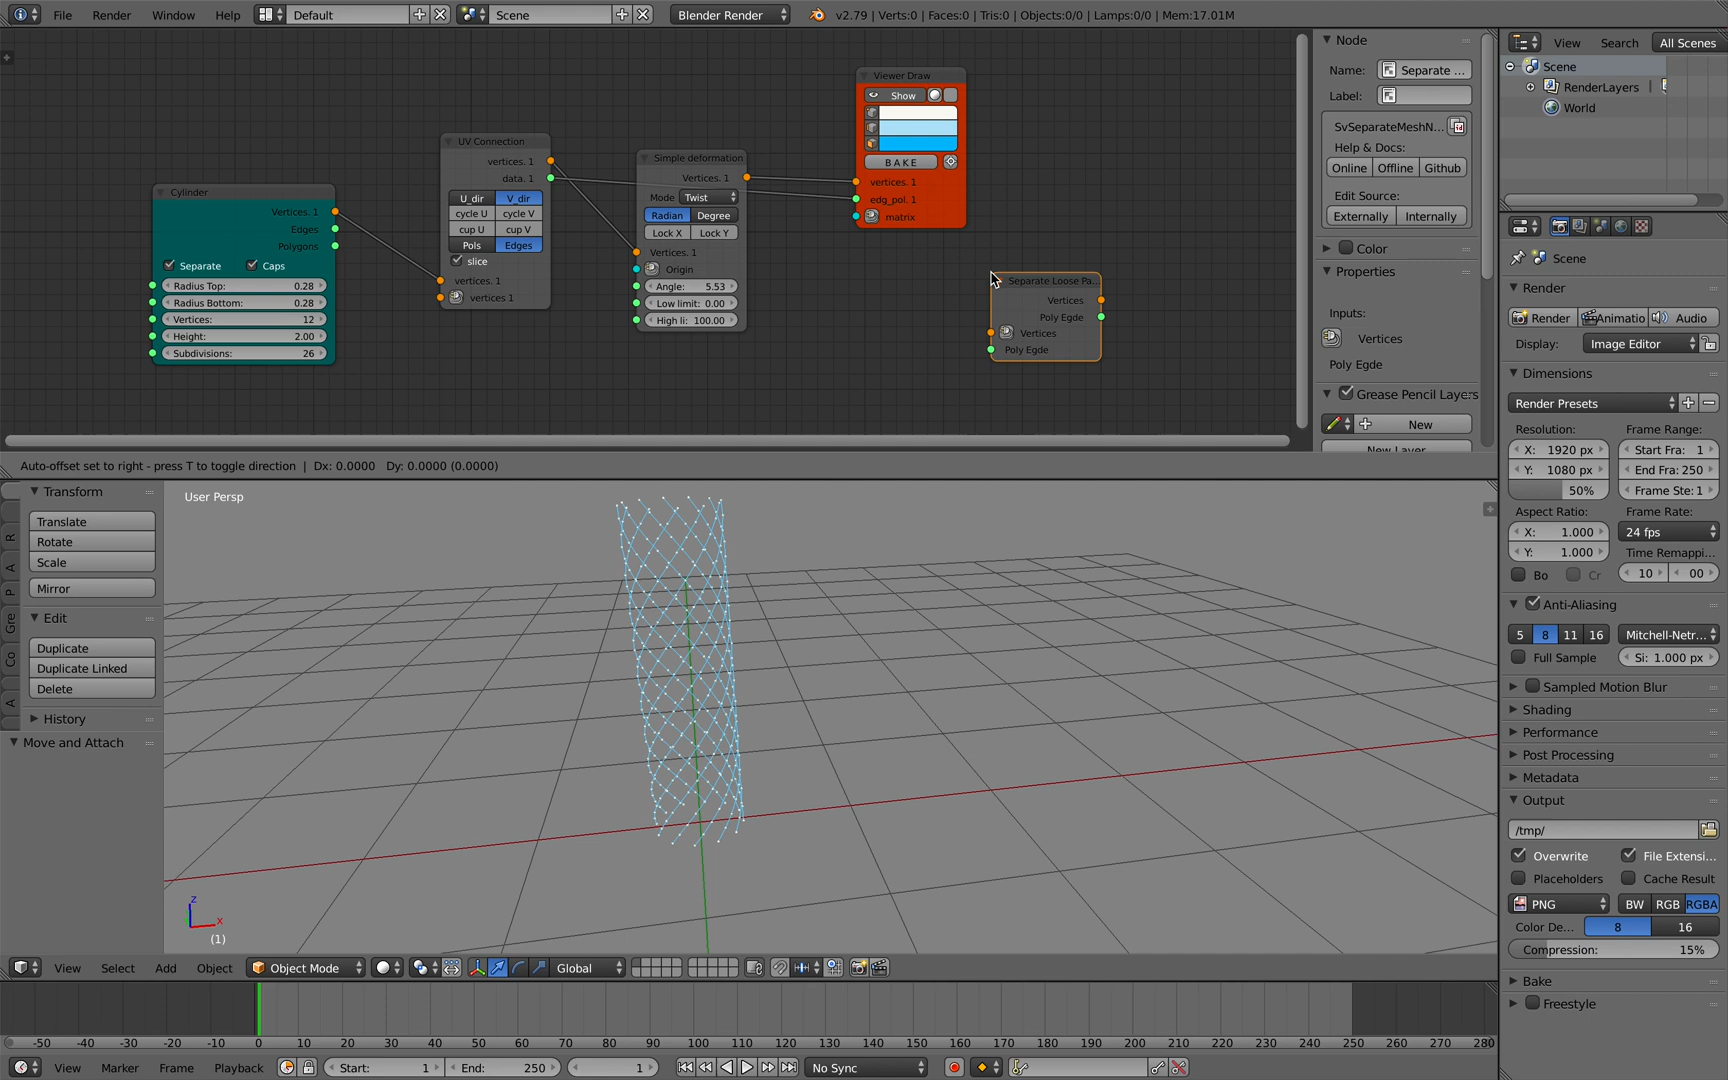 File Render Window Help Default Scene Blender Render v2.79 | Verts:0 | Faces:0 | Tris:0 | Objects:0/0 | Lamps:0/0 | Mem:17.01M
Cylinder
Vertices. 1
Edges
Polygons
Separate Caps
Radius Top: 0.28
Radius Bottom: 0.28
Vertices: 12
Height: 2.00
Subdivisions: 26
UV Connection
vertices. 1
data. 1
U_dir V_dir
cycle U cycle V
cup U cup V
Pols Edges
slice
vertices. 1
vertices 1
Simple deformation
Vertices. 1
Mode Twist
Radian Degree
Lock X Lock Y
Vertices. 1
Origin
Angle: 5.53
Low limit: 0.00
High li: 100.00
Viewer Draw
Show
BAKE
vertices. 1
edg_pol. 1
matrix
Separate Loose Pa...
Vertices
Poly Egde
Vertices
Poly Egde
Node
Name: Separate ...
Label:
SvSeparateMeshN...
Help & Docs:
Online Offline Github
Edit Source:
Externally Internally
Color
Properties
Inputs:
Vertices
Poly Egde
Grease Pencil Layers
New
New Layer
View Search All Scenes
Scene
RenderLayers |
World
Scene
Render
Render Animatio Audio
Display: Image Editor
Dimensions
Render Presets
Resolution: Frame Range:
X: 1920 px Start Fra: 1
Y: 1080 px End Fra: 250
50% Frame Ste: 1
Aspect Ratio: Frame Rate:
X: 1.000 24 fps
Y: 1.000 Time Remappi...
Bo Cr 10 00
Anti-Aliasing
5 8 11 16 Mitchell-Netr...
Full Sample Si: 1.000 px
Sampled Motion Blur
Shading
Performance
Post Processing
Metadata
Output
/tmp/
Overwrite File Extensi...
Placeholders Cache Result
PNG BW RGB RGBA
Color De... 8 16
Compression: 15%
Bake
Freestyle
Auto-offset set to right - press T to toggle direction | Dx: 0.0000 Dy: 0.0000 (0.0000)
Transform
Translate
Rotate
Scale
Mirror
Edit
Duplicate
Duplicate Linked
Delete
History
Move and Attach
R
A
P
Gre
Co
A
User Persp
z
x
(1)
View Select Add Object Object Mode Global
-50 -40 -30 -20 -10 0 10 20 30 40 50 60 70 80 90 100 110 120 130 140 150 160 170 180 190 200 210 220 230 240 250 260 270 280
View Marker Frame Playback Start: 1 End: 250 1 No Sync